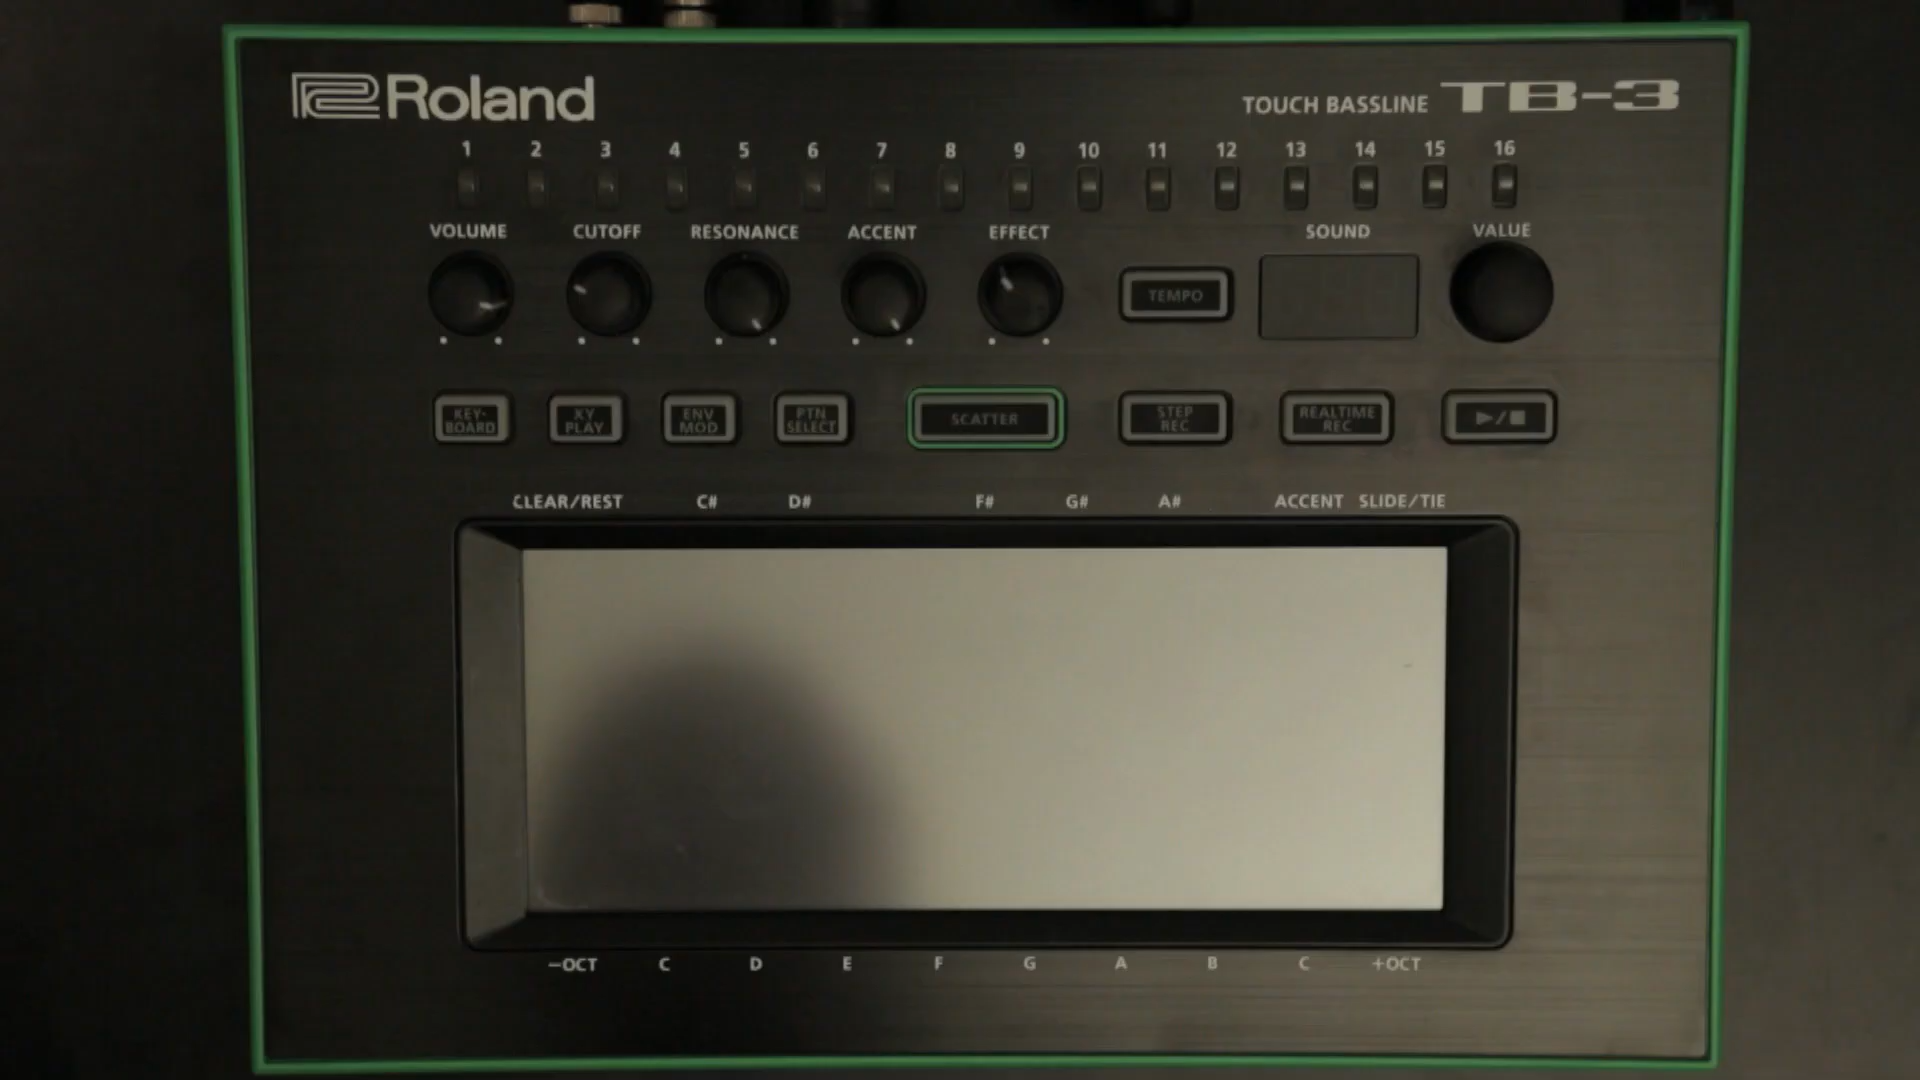 Roland
TOUCH BASSLINE TB-3
1 2 3 4 5 6 7 8 9 10 11 12 13 14 15 16
VOLUME CUTOFF RESONANCE ACCENT EFFECT SOUND VALUE
TEMPO
KEY-
BOARD
XY
PLAY
ENV
MOD
PTN
SELECT
SCATTER
STEP
REC
REALTIME
REC
CLEAR/REST C# D# F# G# A# ACCENT SLIDE/TIE
−OCT C D E F G A B C +OCT